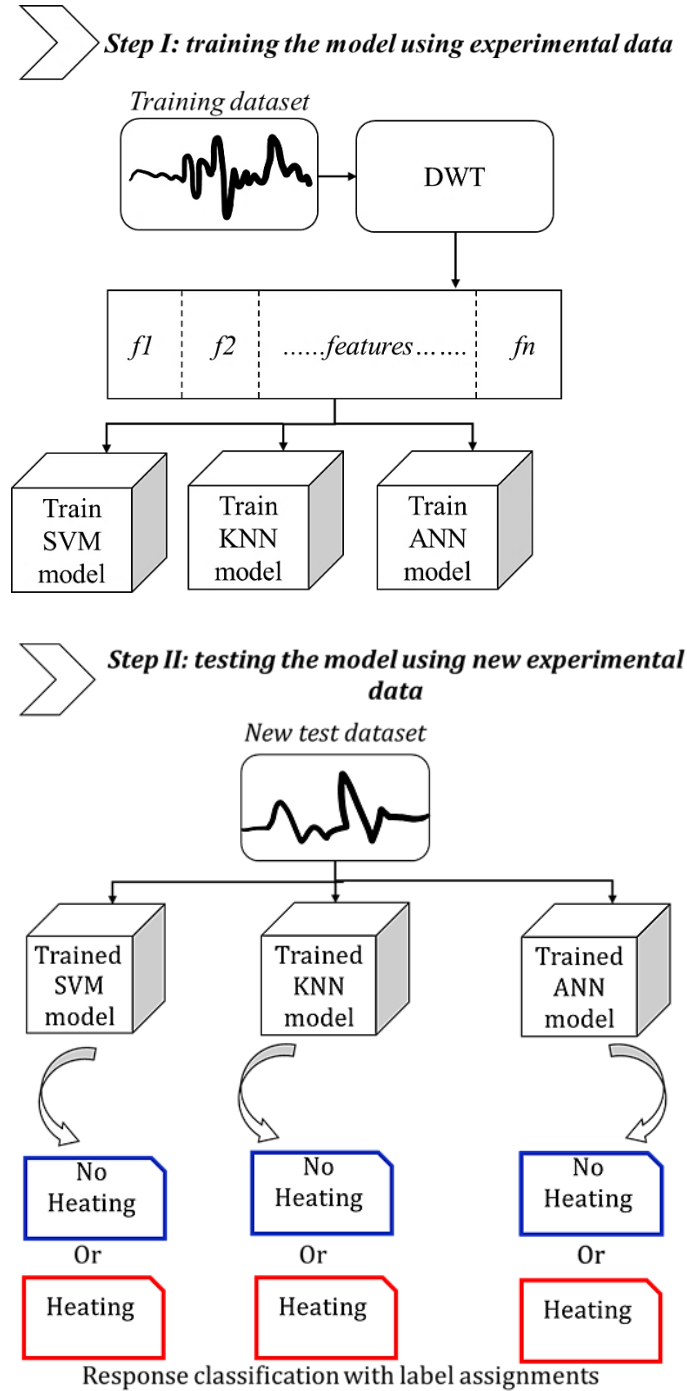 Step I: training the model using experimental data
Training dataset
DWT
f1 f2 ......features....... fn
Train
SVM
model
Train
KNN
model
Train
ANN
model
Step II: testing the model using new experimental
data
New test dataset
Trained
SVM
model
Trained
KNN
model
Trained
ANN
model
No
Heating
Or
Heating
No
Heating
Or
Heating
No
Heating
Or
Heating
Response classification with label assignments